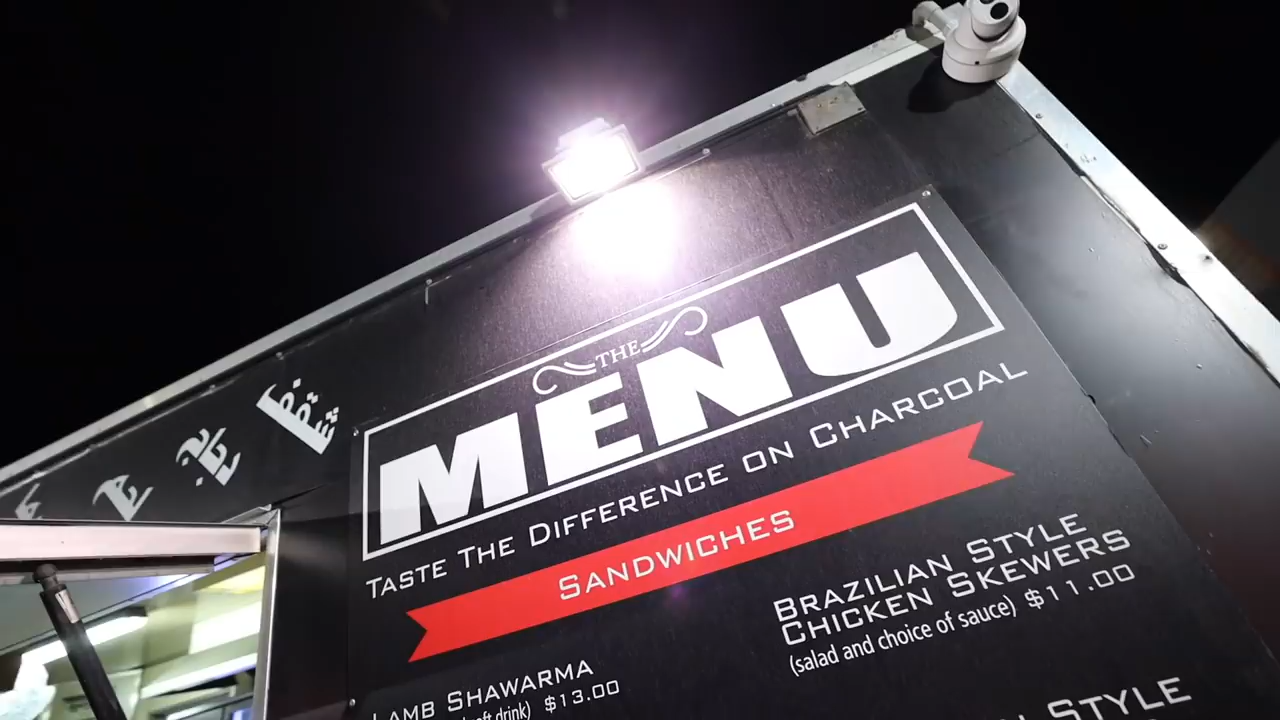 THE
MENU
TASTE THE DIFFERENCE ON CHARCOAL
SANDWICHES
LAMB SHAWARMA
drink) $13.00
BRAZILIAN STYLE
CHICKEN SKEWERS
(salad and choice of sauce) $11.00
STYLE